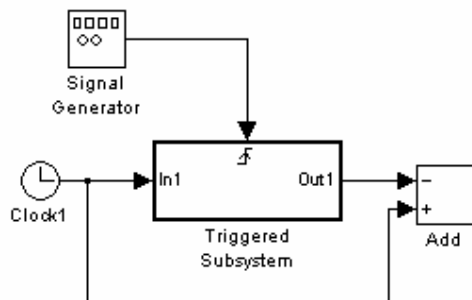 Signal
Generator
In1
Out1
Clock1
Triggered
Subsystem
−
+
Add